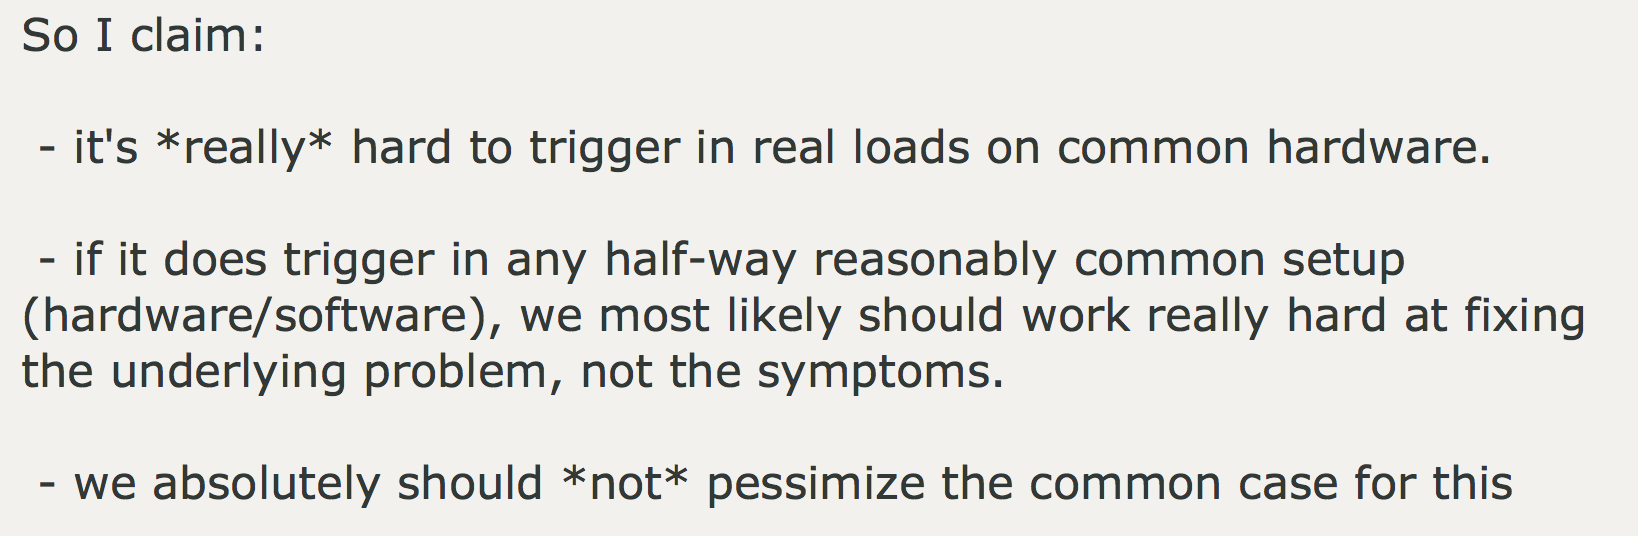 So I claim:
- it's *really* hard to trigger in real loads on common hardware.
- if it does trigger in any half-way reasonably common setup
(hardware/software), we most likely should work really hard at fixing
the underlying problem, not the symptoms.
- we absolutely should *not* pessimize the common case for this